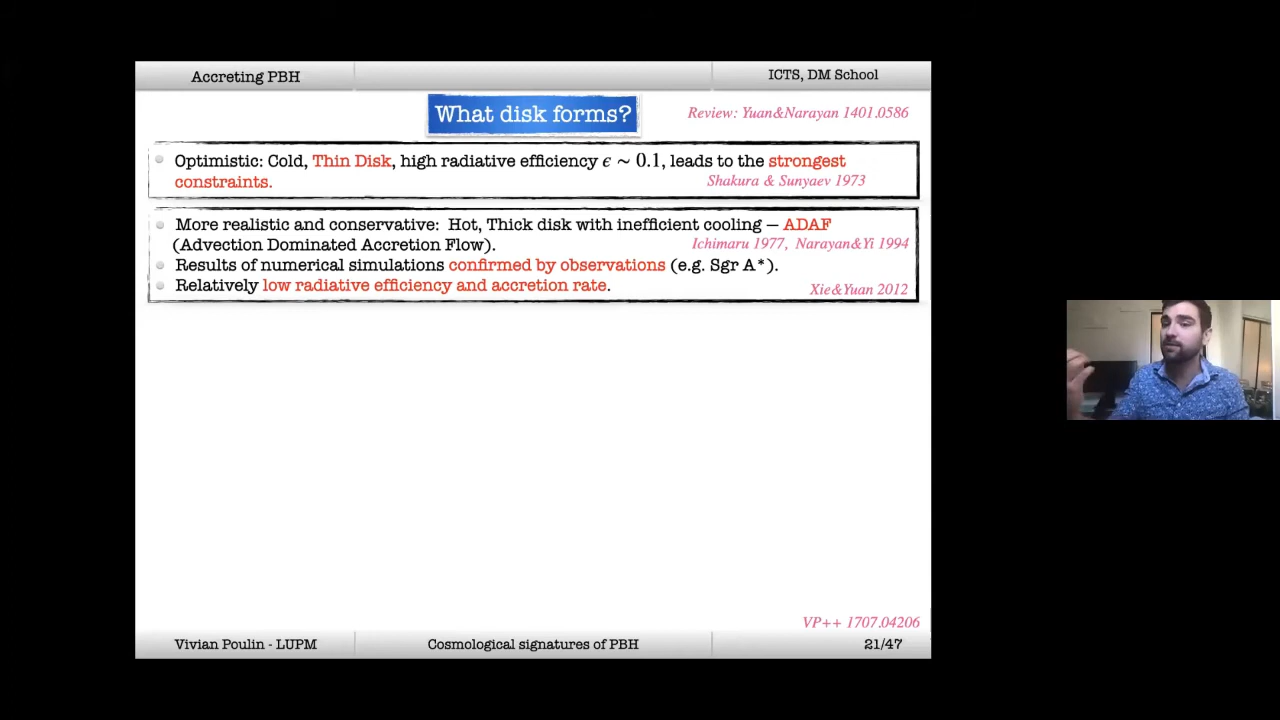 Accreting PBH
ICTS, DM School
What disk forms?
Review: Yuan&Narayan 1401.0586
Optimistic: Cold, Thin Disk, high radiative efficiency ϵ ∼ 0.1, leads to the strongest
constraints.
Shakura & Sunyaev 1973
More realistic and conservative: Hot, Thick disk with inefficient cooling – ADAF
(Advection Dominated Accretion Flow).
Ichimaru 1977, Narayan&Yi 1994
Results of numerical simulations confirmed by observations (e.g. Sgr A*).
Relatively low radiative efficiency and accretion rate.
Xie&Yuan 2012
VP++ 1707.04206
Vivian Poulin - LUPM
Cosmological signatures of PBH
21/47